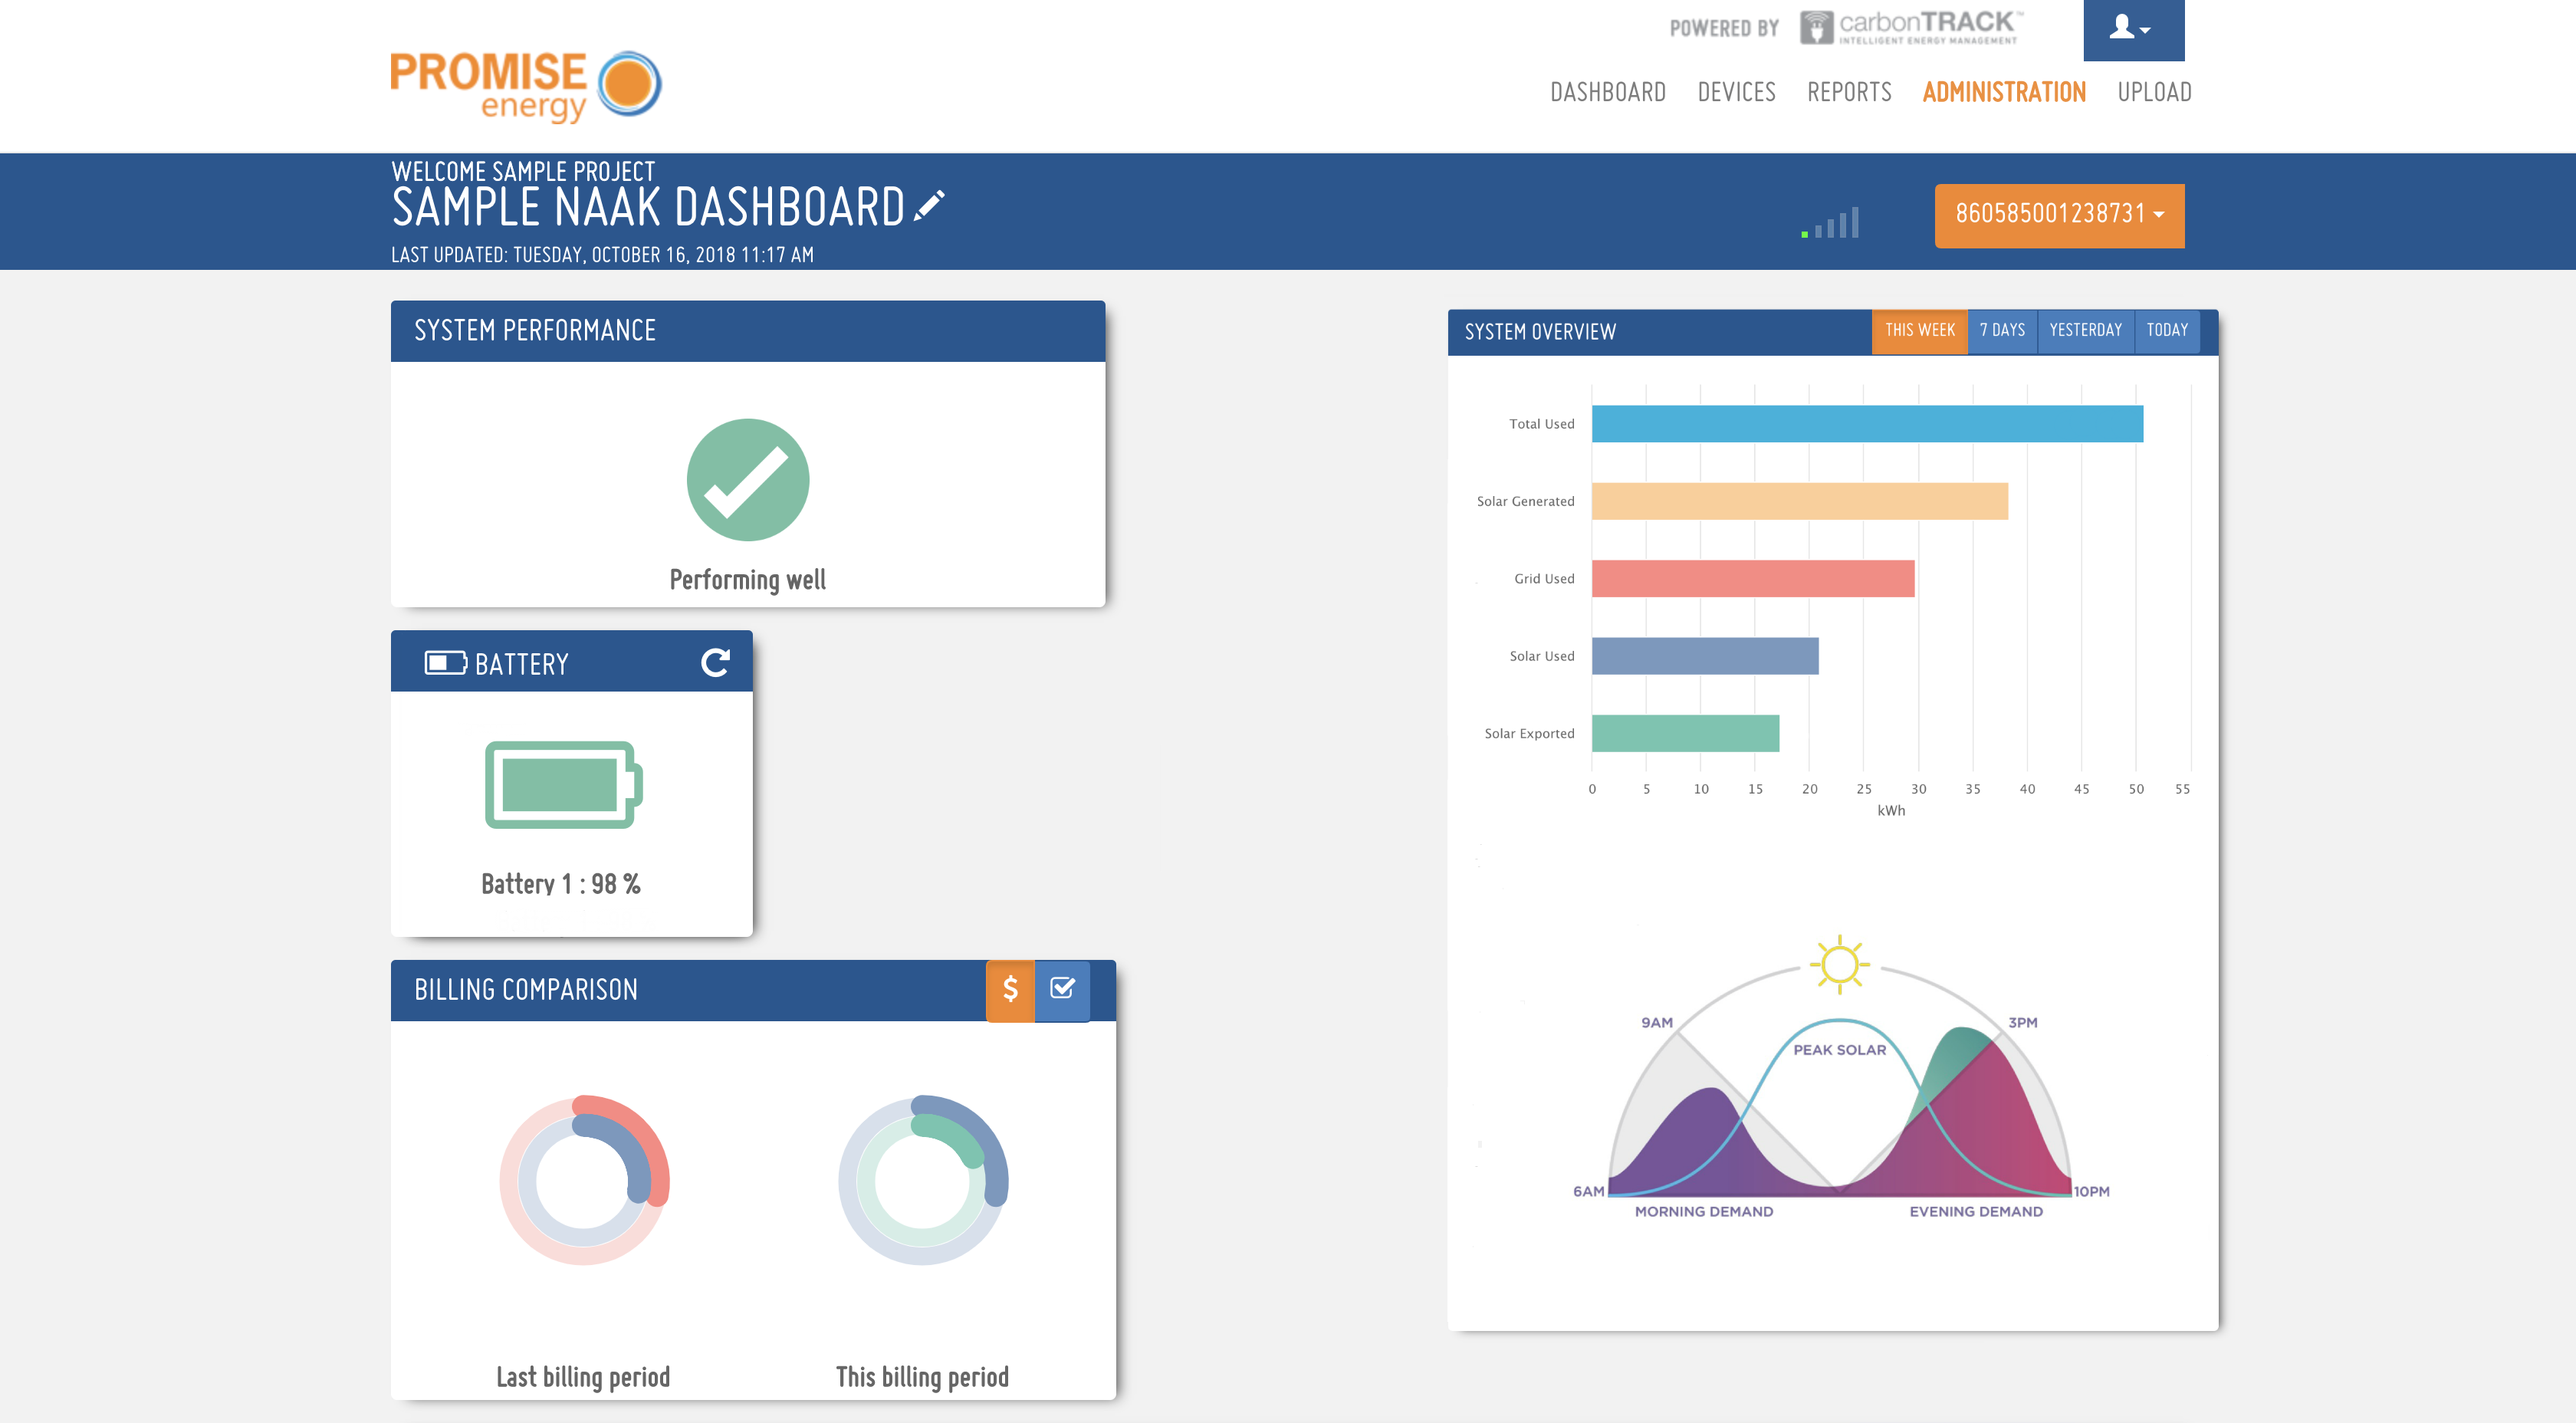 POWERED BY carbonTRACK™
INTELLIGENT ENERGY MANAGEMENT
PROMISE
energy
DASHBOARD DEVICES REPORTS ADMINISTRATION UPLOAD
WELCOME SAMPLE PROJECT
SAMPLE NAAK DASHBOARD
LAST UPDATED: TUESDAY, OCTOBER 16, 2018 11:17 AM
860585001238731
SYSTEM PERFORMANCE
Performing well
BATTERY
Battery 1 : 98 %
BILLING COMPARISON
$
Last billing period
This billing period
SYSTEM OVERVIEW
THIS WEEK 7 DAYS YESTERDAY TODAY
Total Used
Solar Generated
Grid Used
Solar Used
Solar Exported
0 5 10 15 20 25 30 35 40 45 50 55
kWh
9AM 3PM
PEAK SOLAR
6AM 10PM
MORNING DEMAND EVENING DEMAND